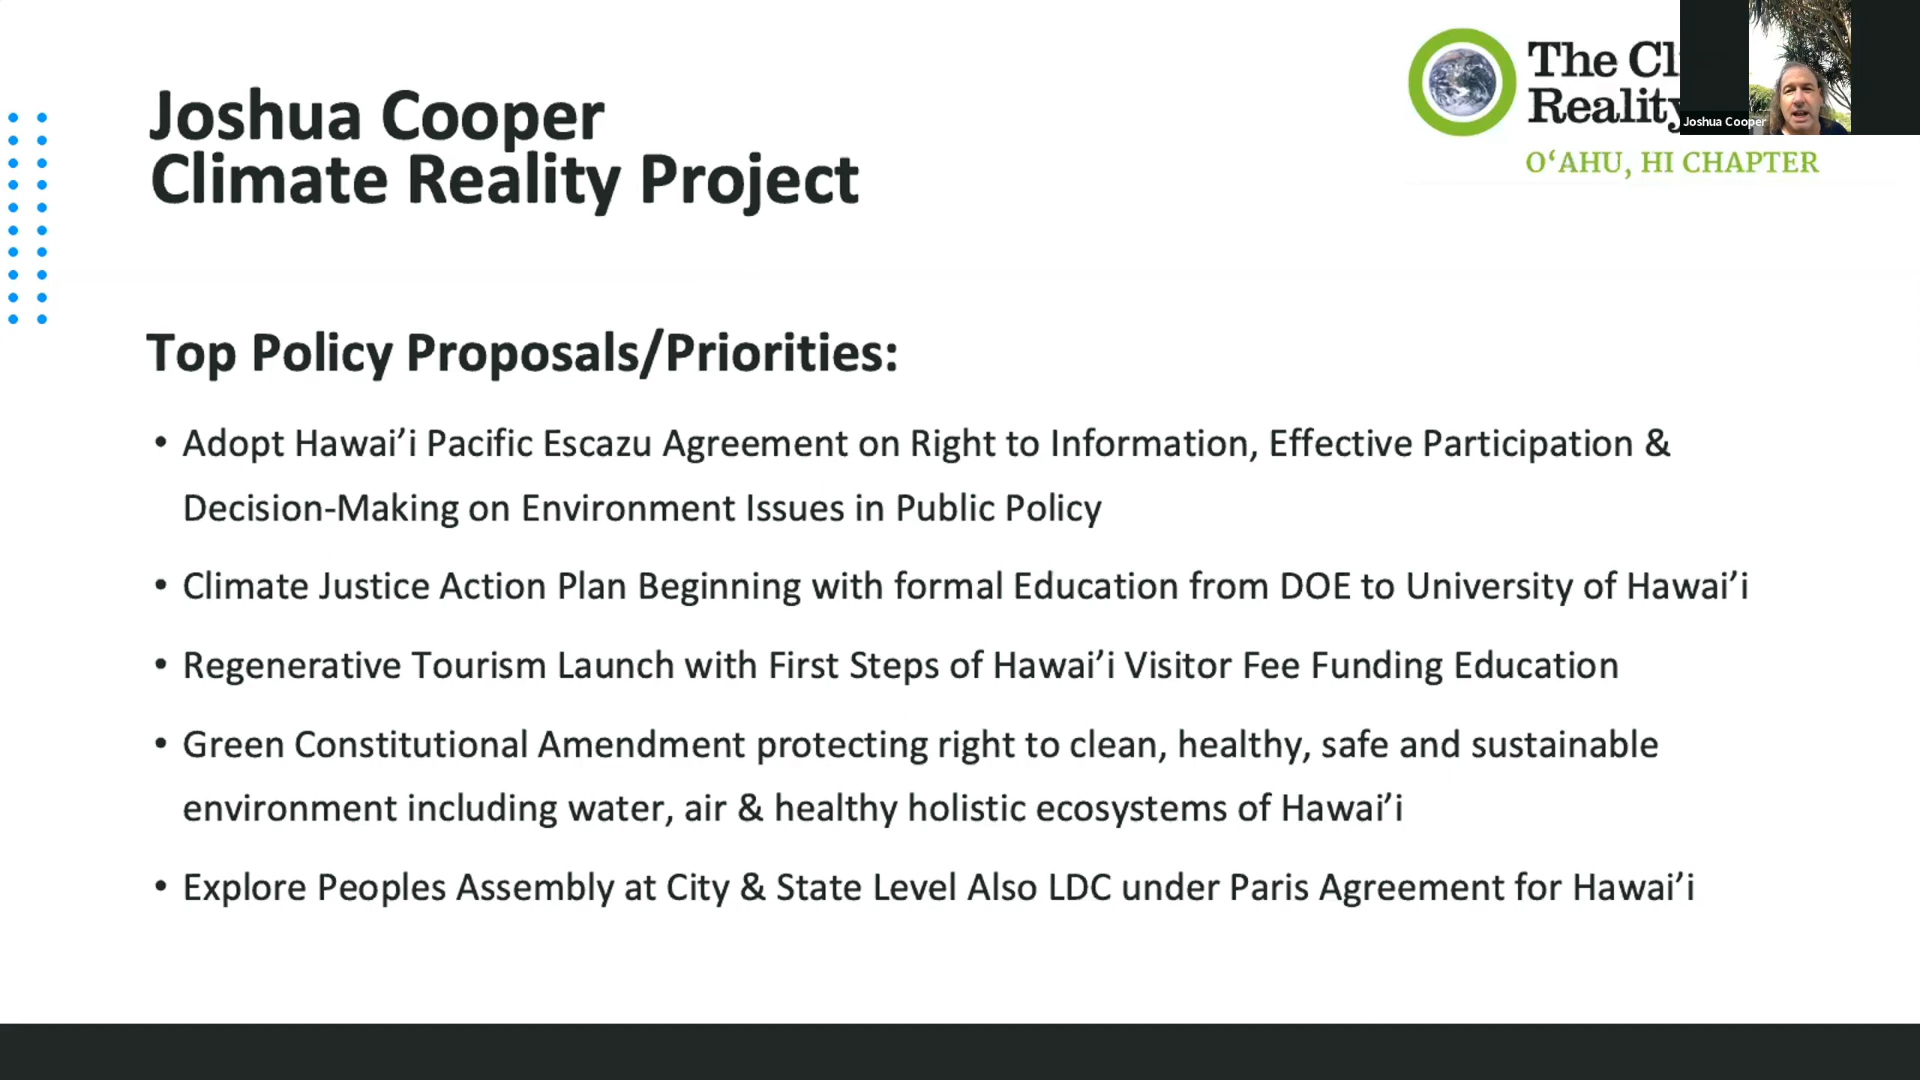 Joshua Cooper
Climate Reality Project
The Cl
Reality
Joshua Cooper
OʻAHU, HI CHAPTER
Top Policy Proposals/Priorities:
• Adopt Hawai’i Pacific Escazu Agreement on Right to Information, Effective Participation &
Decision-Making on Environment Issues in Public Policy
• Climate Justice Action Plan Beginning with formal Education from DOE to University of Hawai’i
• Regenerative Tourism Launch with First Steps of Hawai’i Visitor Fee Funding Education
• Green Constitutional Amendment protecting right to clean, healthy, safe and sustainable
environment including water, air & healthy holistic ecosystems of Hawai’i
• Explore Peoples Assembly at City & State Level Also LDC under Paris Agreement for Hawai’i